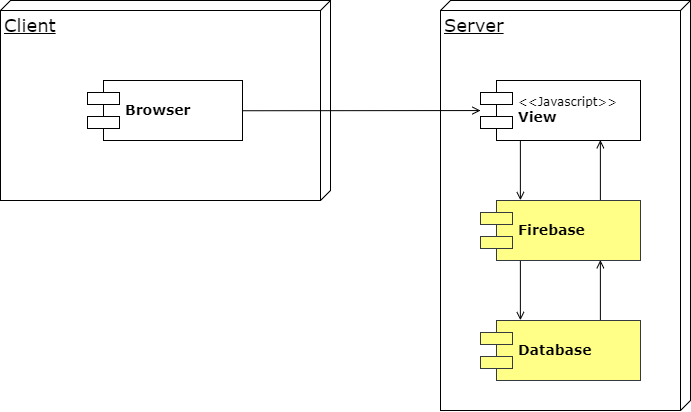 Client
Server
Browser
<<Javascript>>
View
Firebase
Database